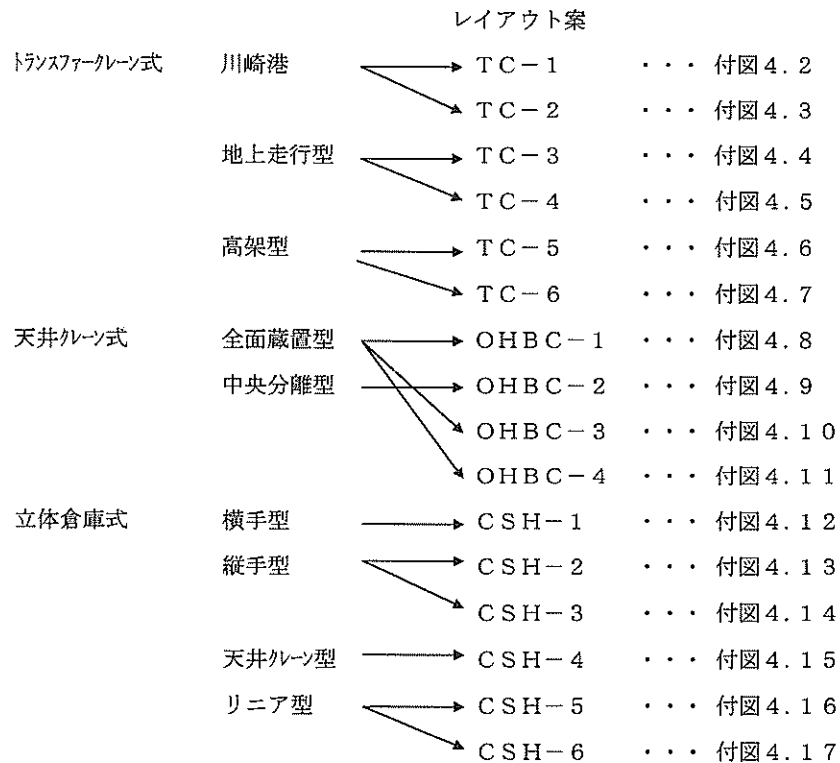 レイアウト案
トランスファークレーン式 川崎港 TC-1 ・・・ 付図4.2
TC-2 ・・・ 付図4.3
地上走行型 TC-3 ・・・ 付図4.4
TC-4 ・・・ 付図4.5
高架型 TC-5 ・・・ 付図4.6
TC-6 ・・・ 付図4.7
天井クレーン式 全面蔵置型 OHBC-1 ・・・ 付図4.8
中央分離型 OHBC-2 ・・・ 付図4.9
OHBC-3 ・・・ 付図4.10
OHBC-4 ・・・ 付図4.11
立体倉庫式 横手型 CSH-1 ・・・ 付図4.12
縦手型 CSH-2 ・・・ 付図4.13
CSH-3 ・・・ 付図4.14
天井クレーン型 CSH-4 ・・・ 付図4.15
リニア型 CSH-5 ・・・ 付図4.16
CSH-6 ・・・ 付図4.17